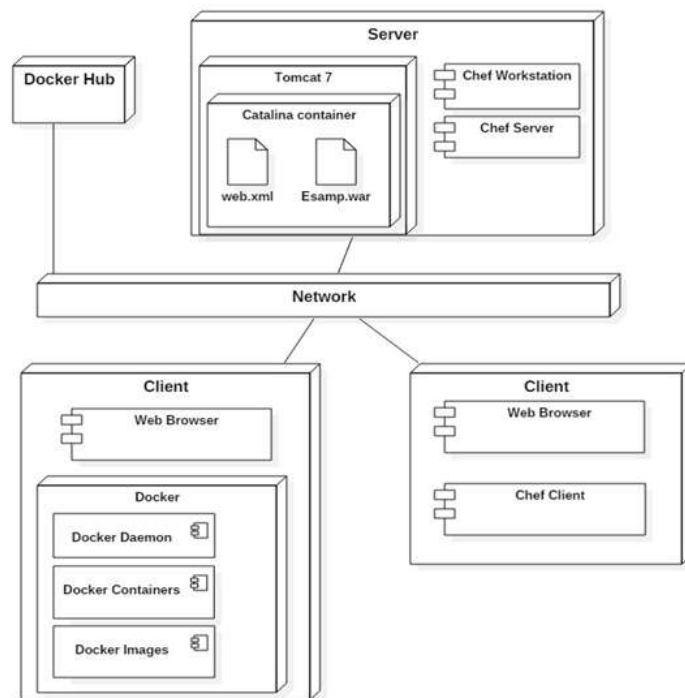 Server
Docker Hub
Tomcat 7
Chef Workstation
Catalina container
Chef Server
web.xml
Esamp.war
Network
Client
Web Browser
Docker
Docker Daemon
Docker Containers
Docker Images
Client
Web Browser
Chef Client